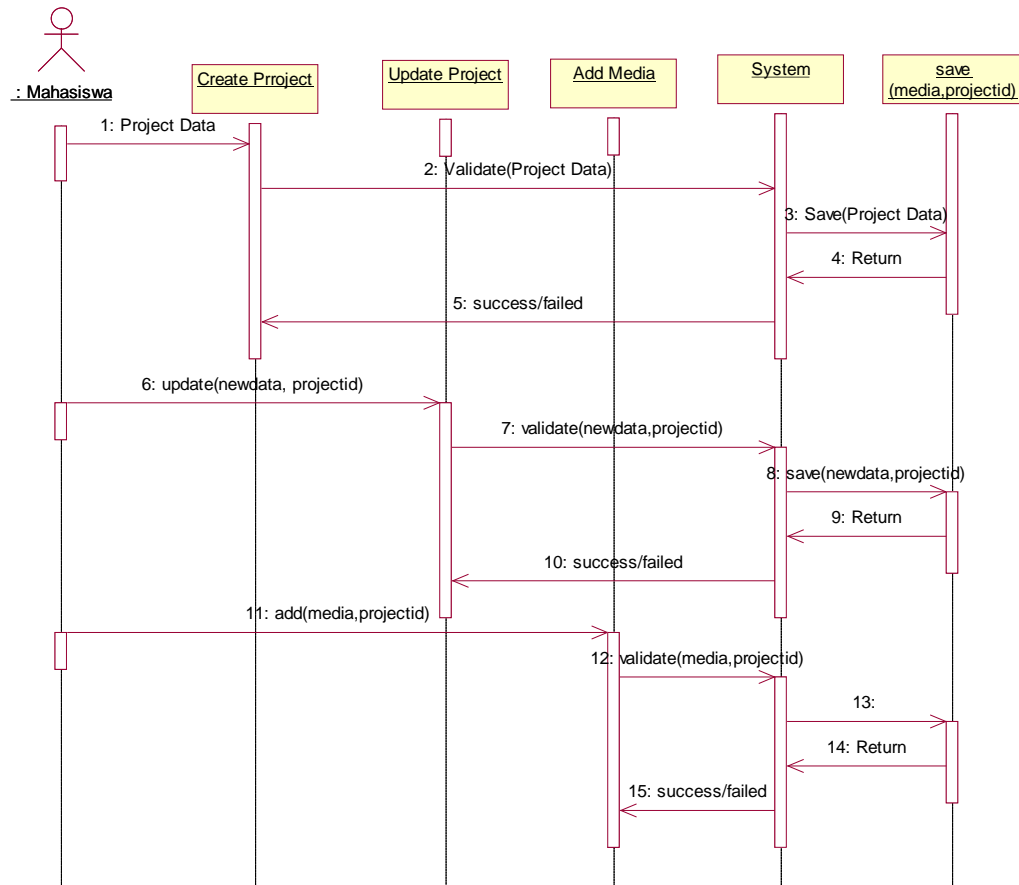 : Mahasiswa
Create Prroject
Update Project
Add Media
System
save
(media,projectid)
1: Project Data
2: Validate(Project Data)
3: Save(Project Data)
4: Return
5: success/failed
6: update(newdata, projectid)
7: validate(newdata,projectid)
8: save(newdata,projectid)
9: Return
10: success/failed
11: add(media,projectid)
12: validate(media,projectid)
13:
14: Return
15: success/failed